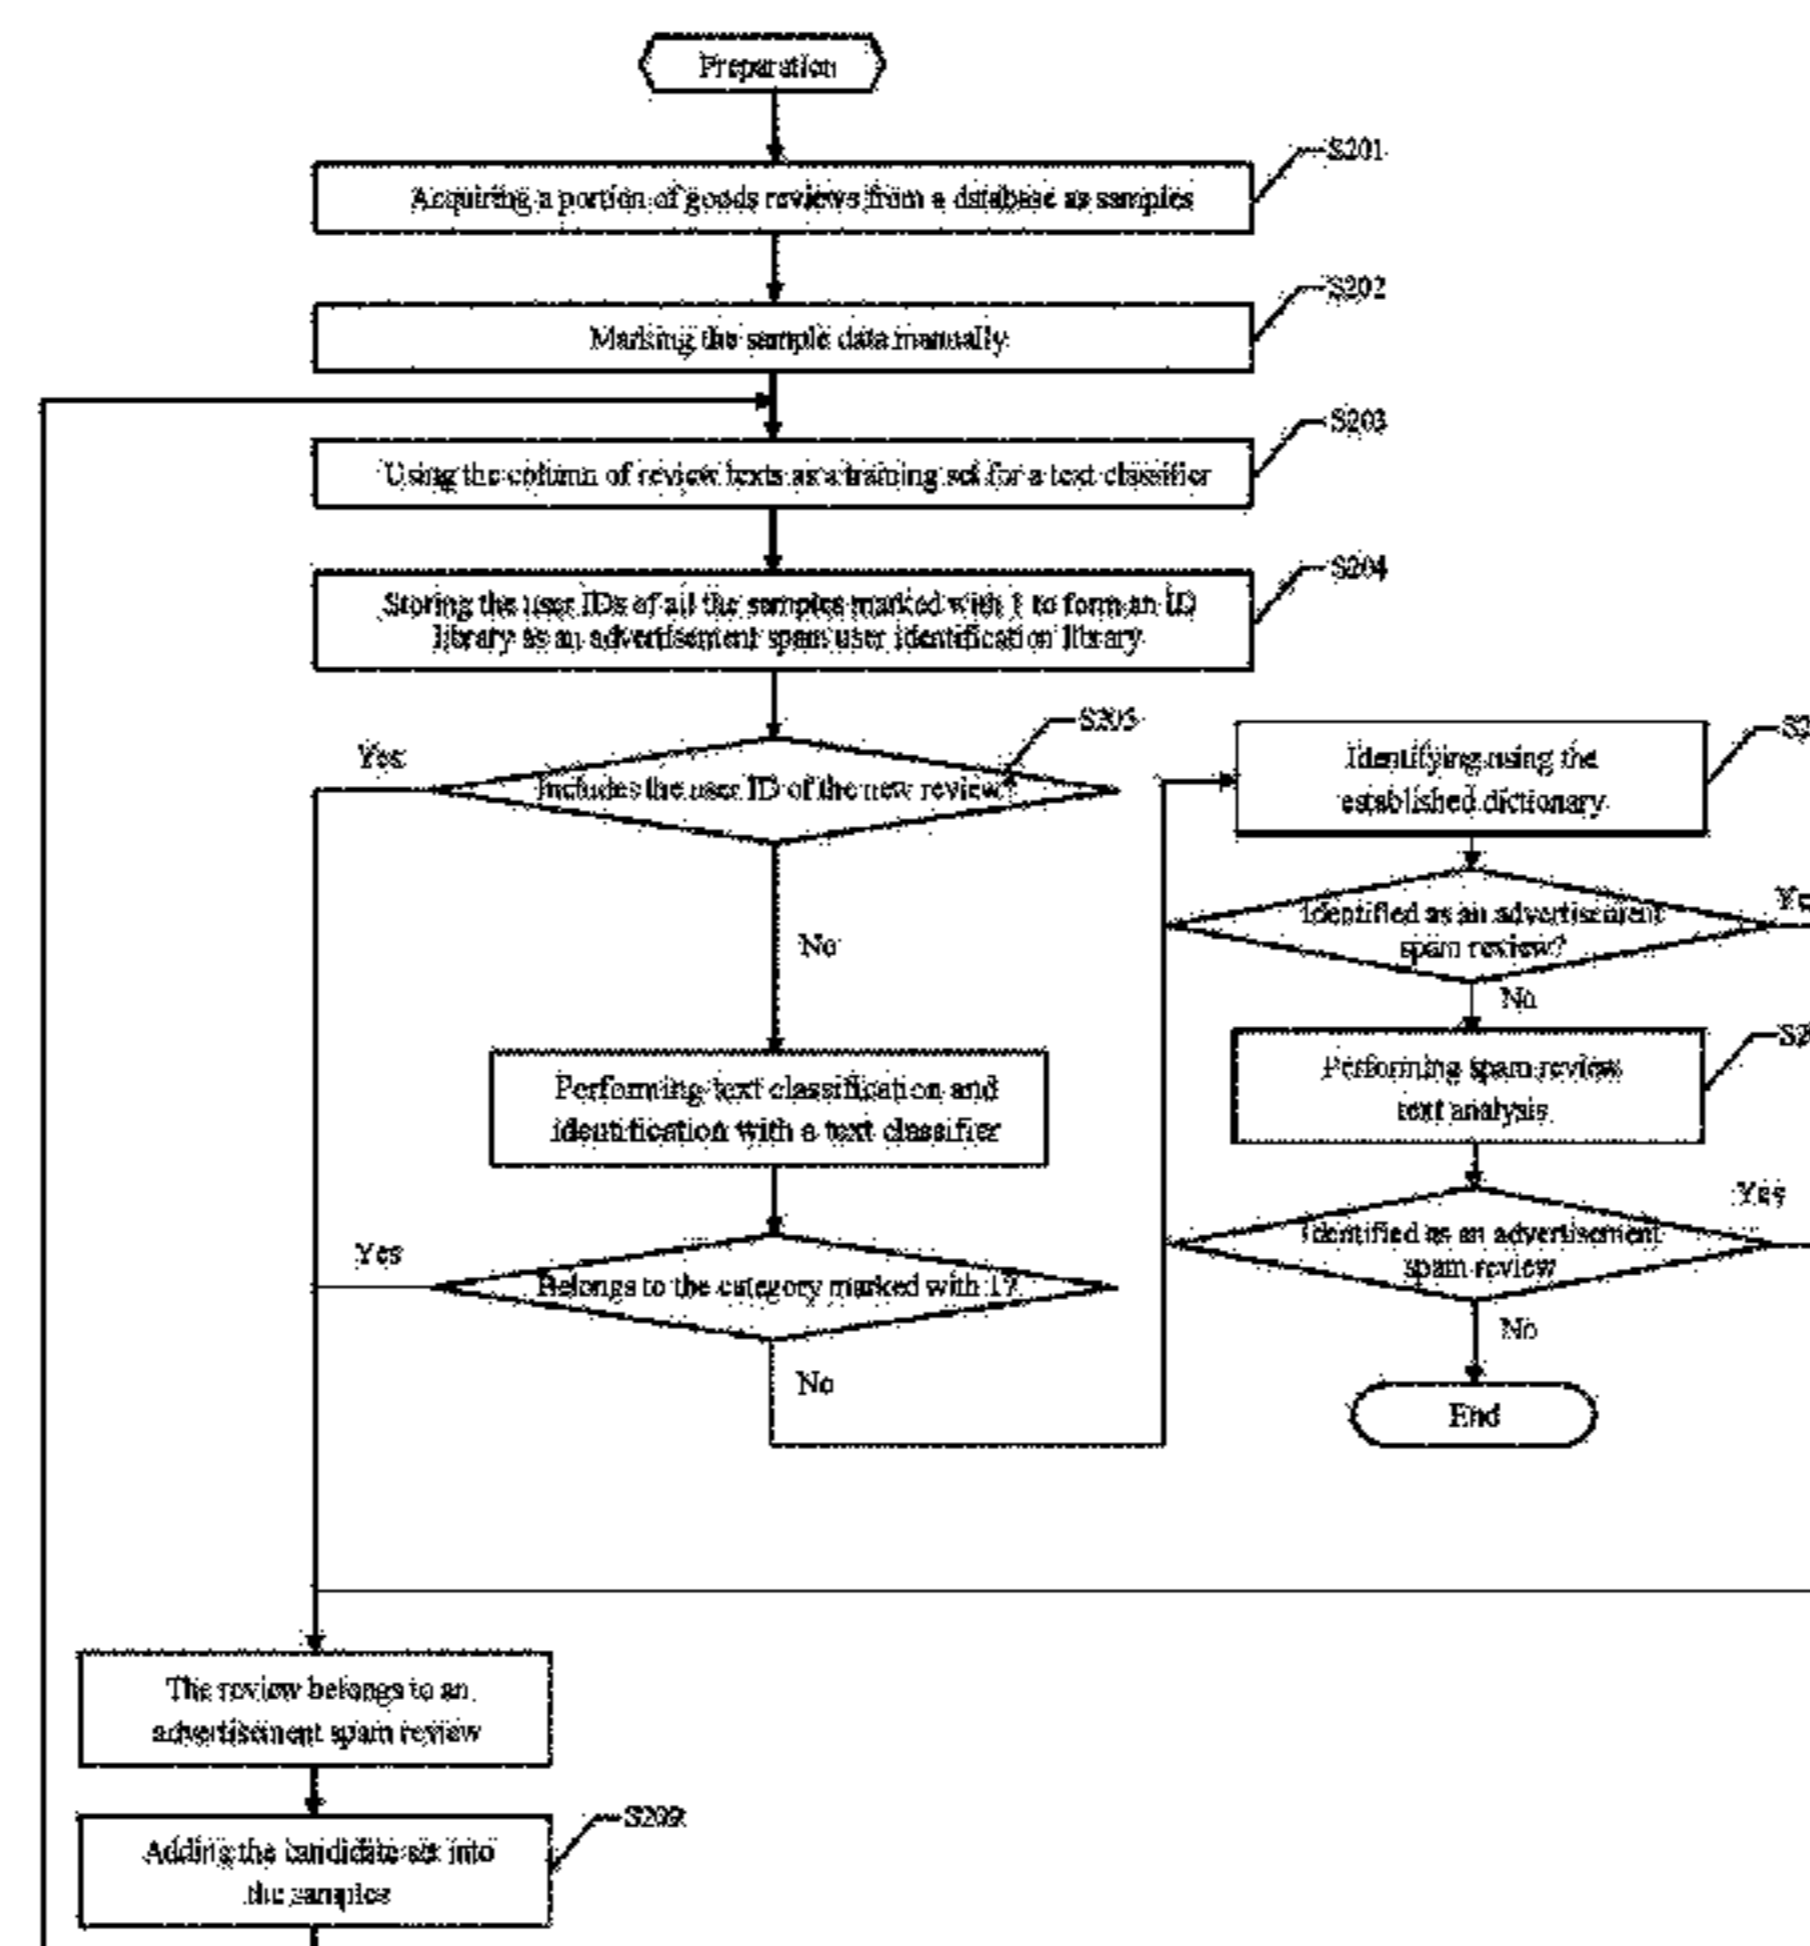 Preparation
S201
Acquiring a portion of goods reviews from a database as samples
S202
Marking the sample data manually
S203
Using the column of review texts as a training set for a text classifier
S204
Storing the user IDs of all the samples marked with 1 to form an ID
library as an advertisement spam user identification library
S205
Yes
Includes the user ID of the new review?
No
Performing text classification and
identification with a text classifier
Yes
Belongs to the category marked with 1?
No
Identifying using the
established dictionary
Identified as an advertisement
spam review?
No
Performing spam review
text analysis
Yes
Identified as an advertisement
spam review
No
End
The review belongs to an
advertisement spam review
S209
Adding the candidate set into
the samples